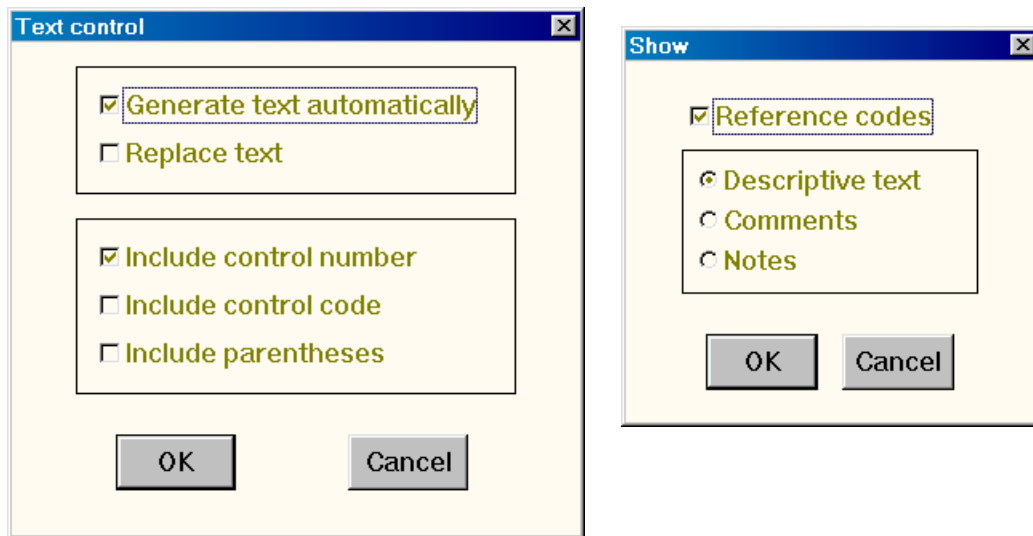 Text control
Generate text automatically
Replace text
Include control number
Include control code
Include parentheses
OK Cancel
Show
Reference codes
Descriptive text
Comments
Notes
OK Cancel